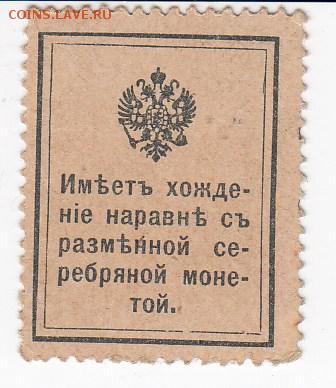 COINS.LAVE.RU
Имѣетъ хожде-
ніе наравнѣ съ
размѣнной се-
ребряной моне-
той.